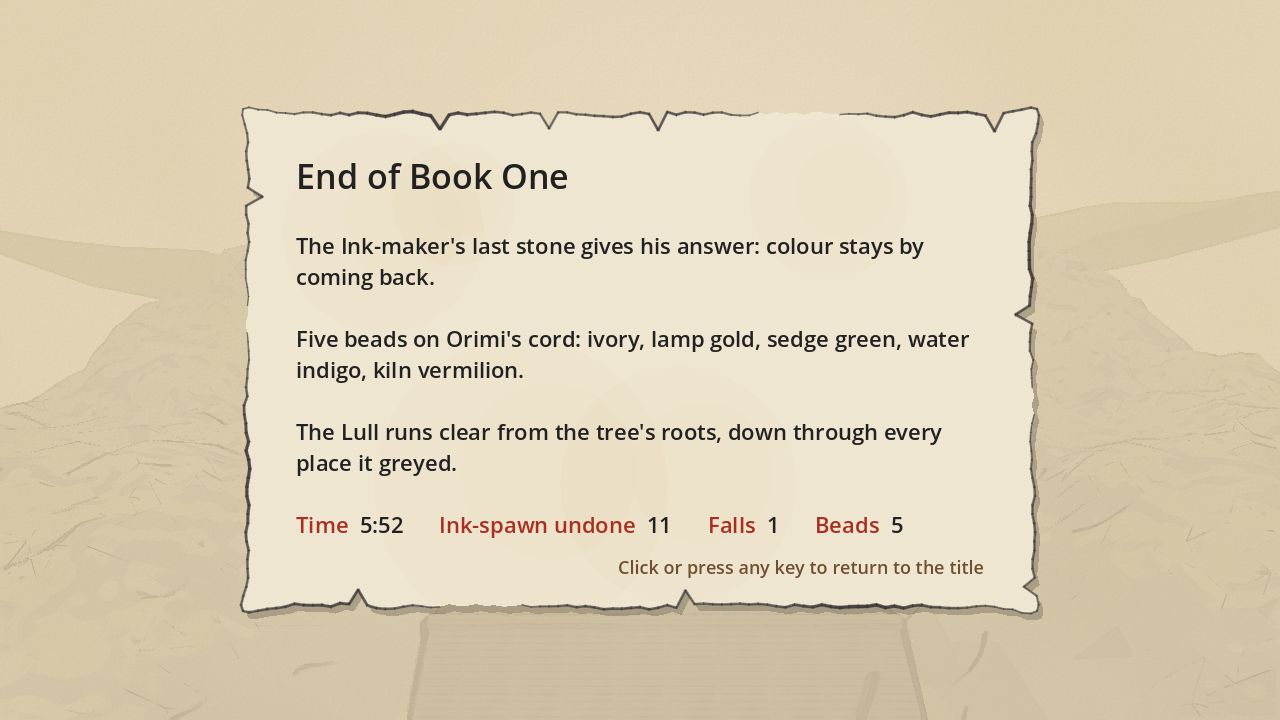 End of Book One
The Ink-maker's last stone gives his answer: colour stays by
coming back.
Five beads on Orimi's cord: ivory, lamp gold, sedge green, water
indigo, kiln vermilion.
The Lull runs clear from the tree's roots, down through every
place it greyed.
Time 5:52 Ink-spawn undone 11 Falls 1 Beads 5
Click or press any key to return to the title